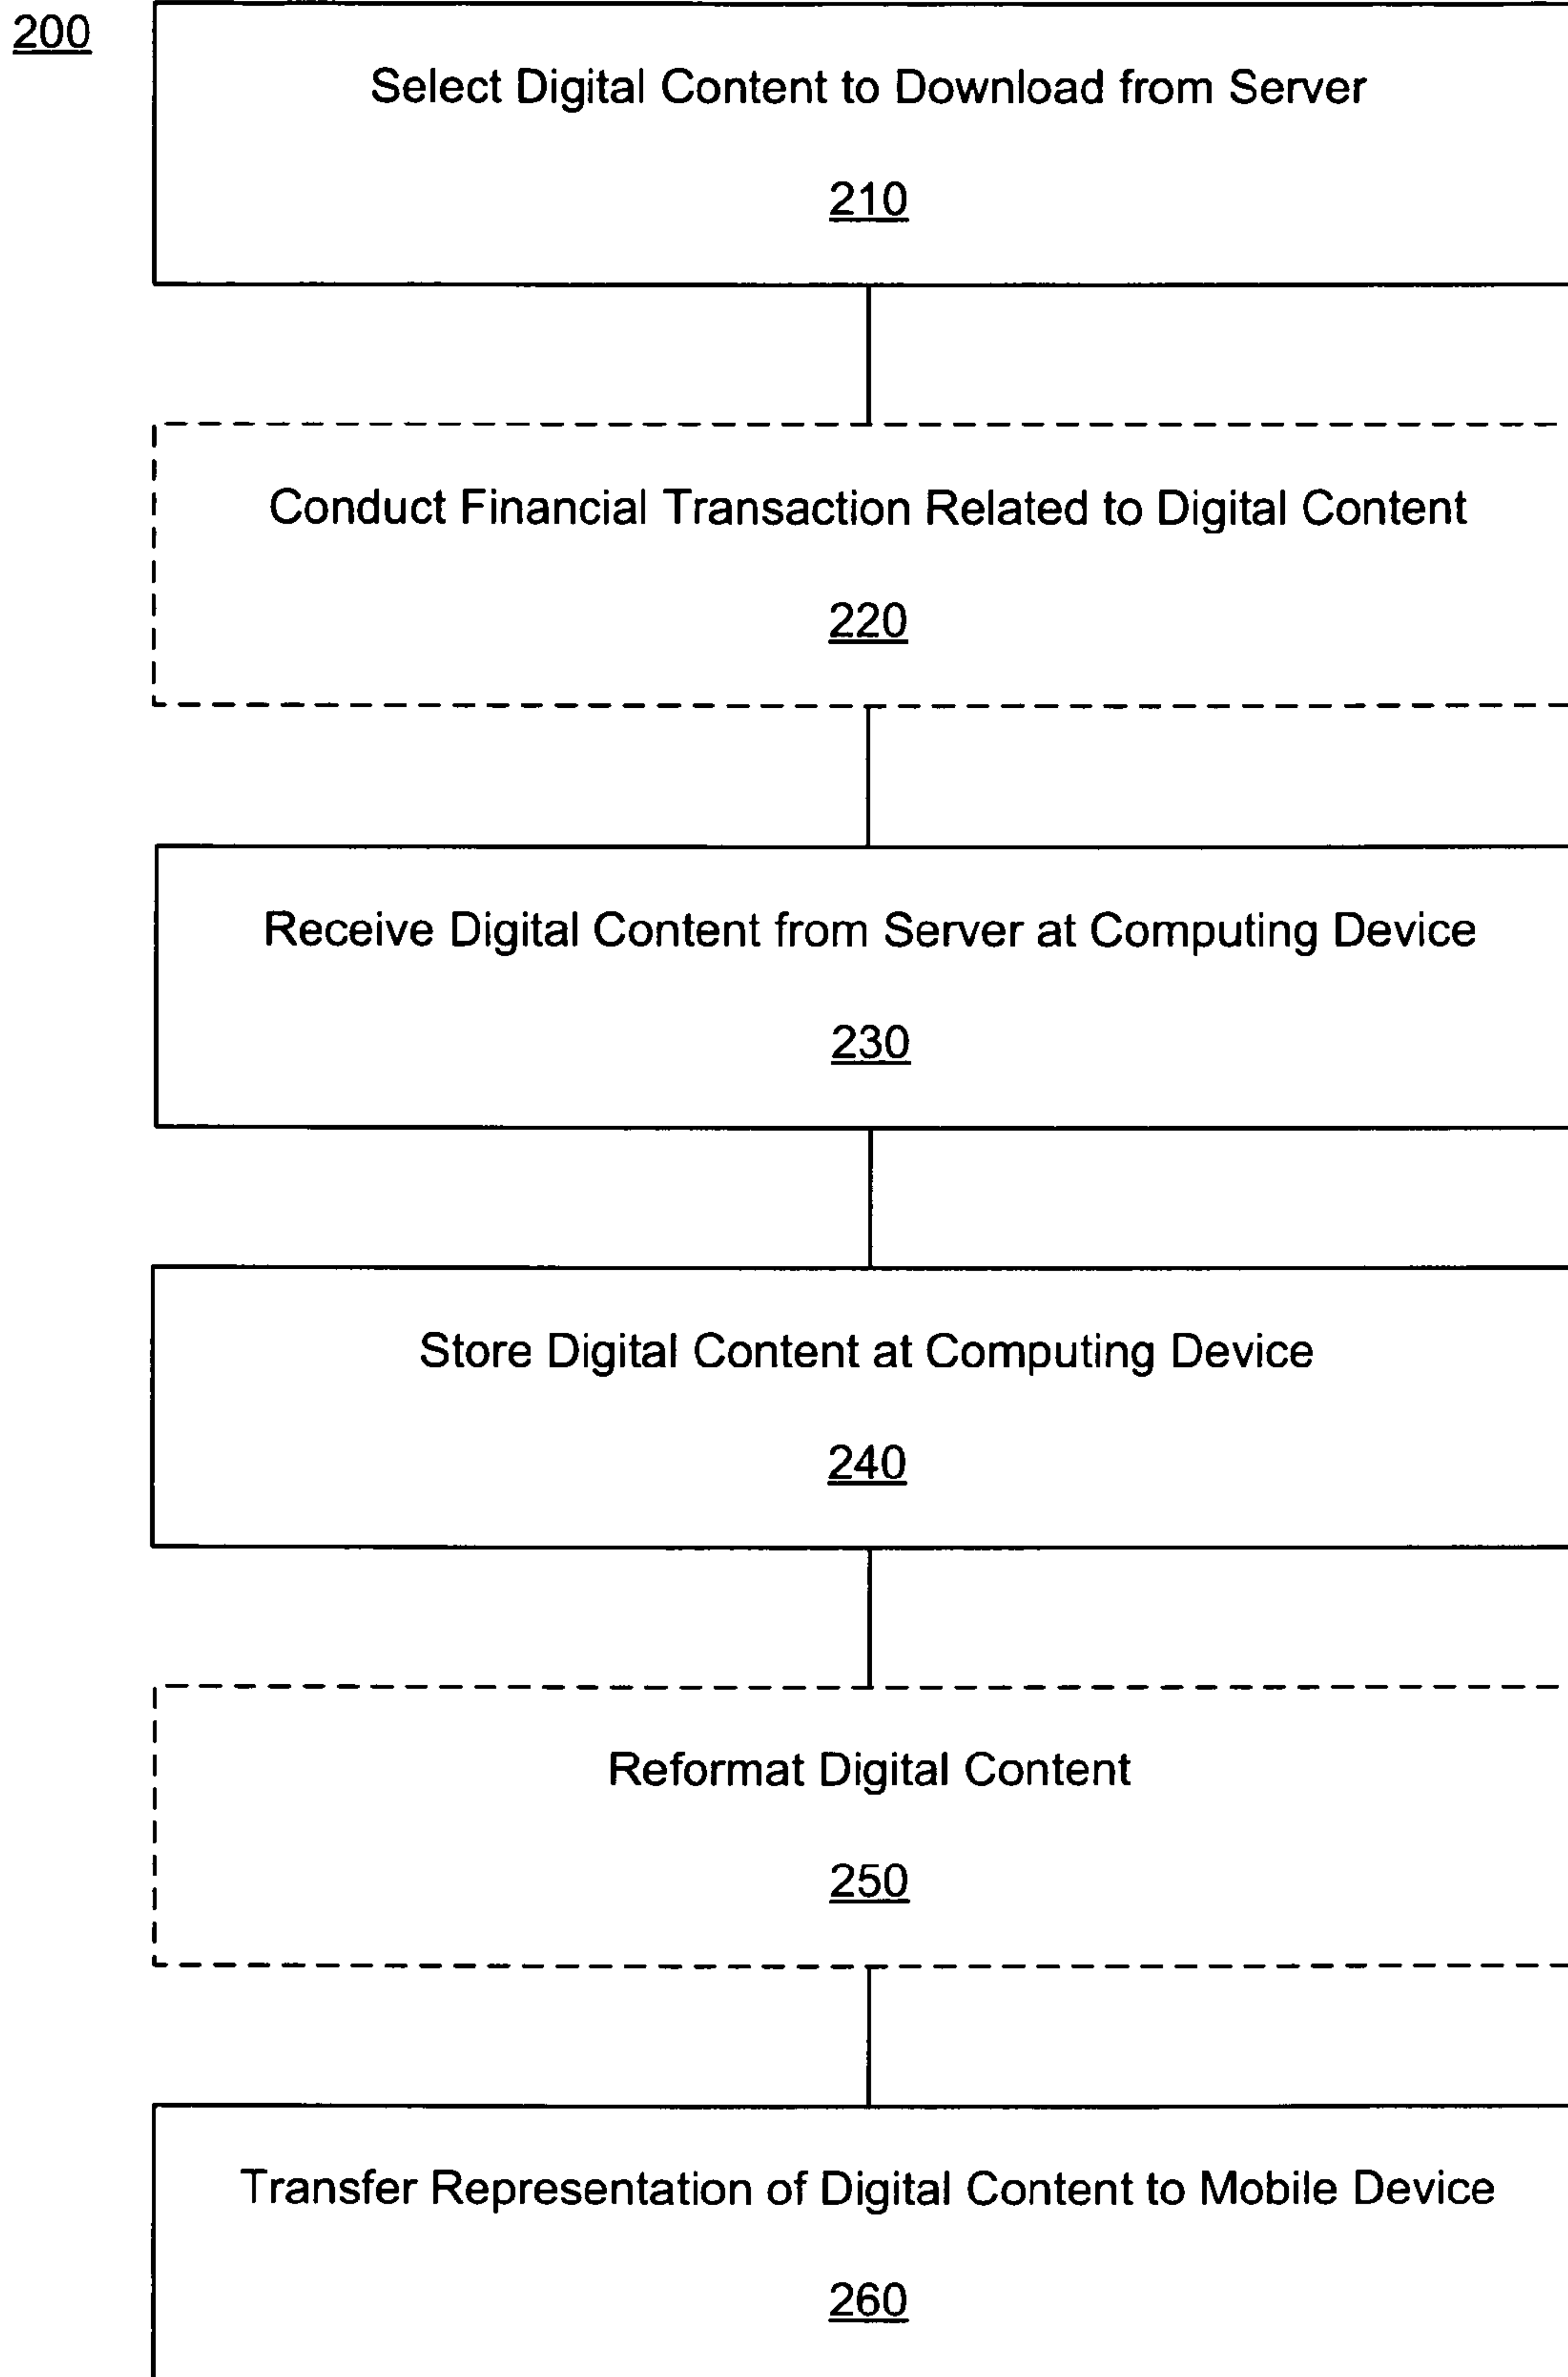 200
Select Digital Content to Download from Server
210
Conduct Financial Transaction Related to Digital Content
220
Receive Digital Content from Server at Computing Device
230
Store Digital Content at Computing Device
240
Reformat Digital Content
250
Transfer Representation of Digital Content to Mobile Device
260